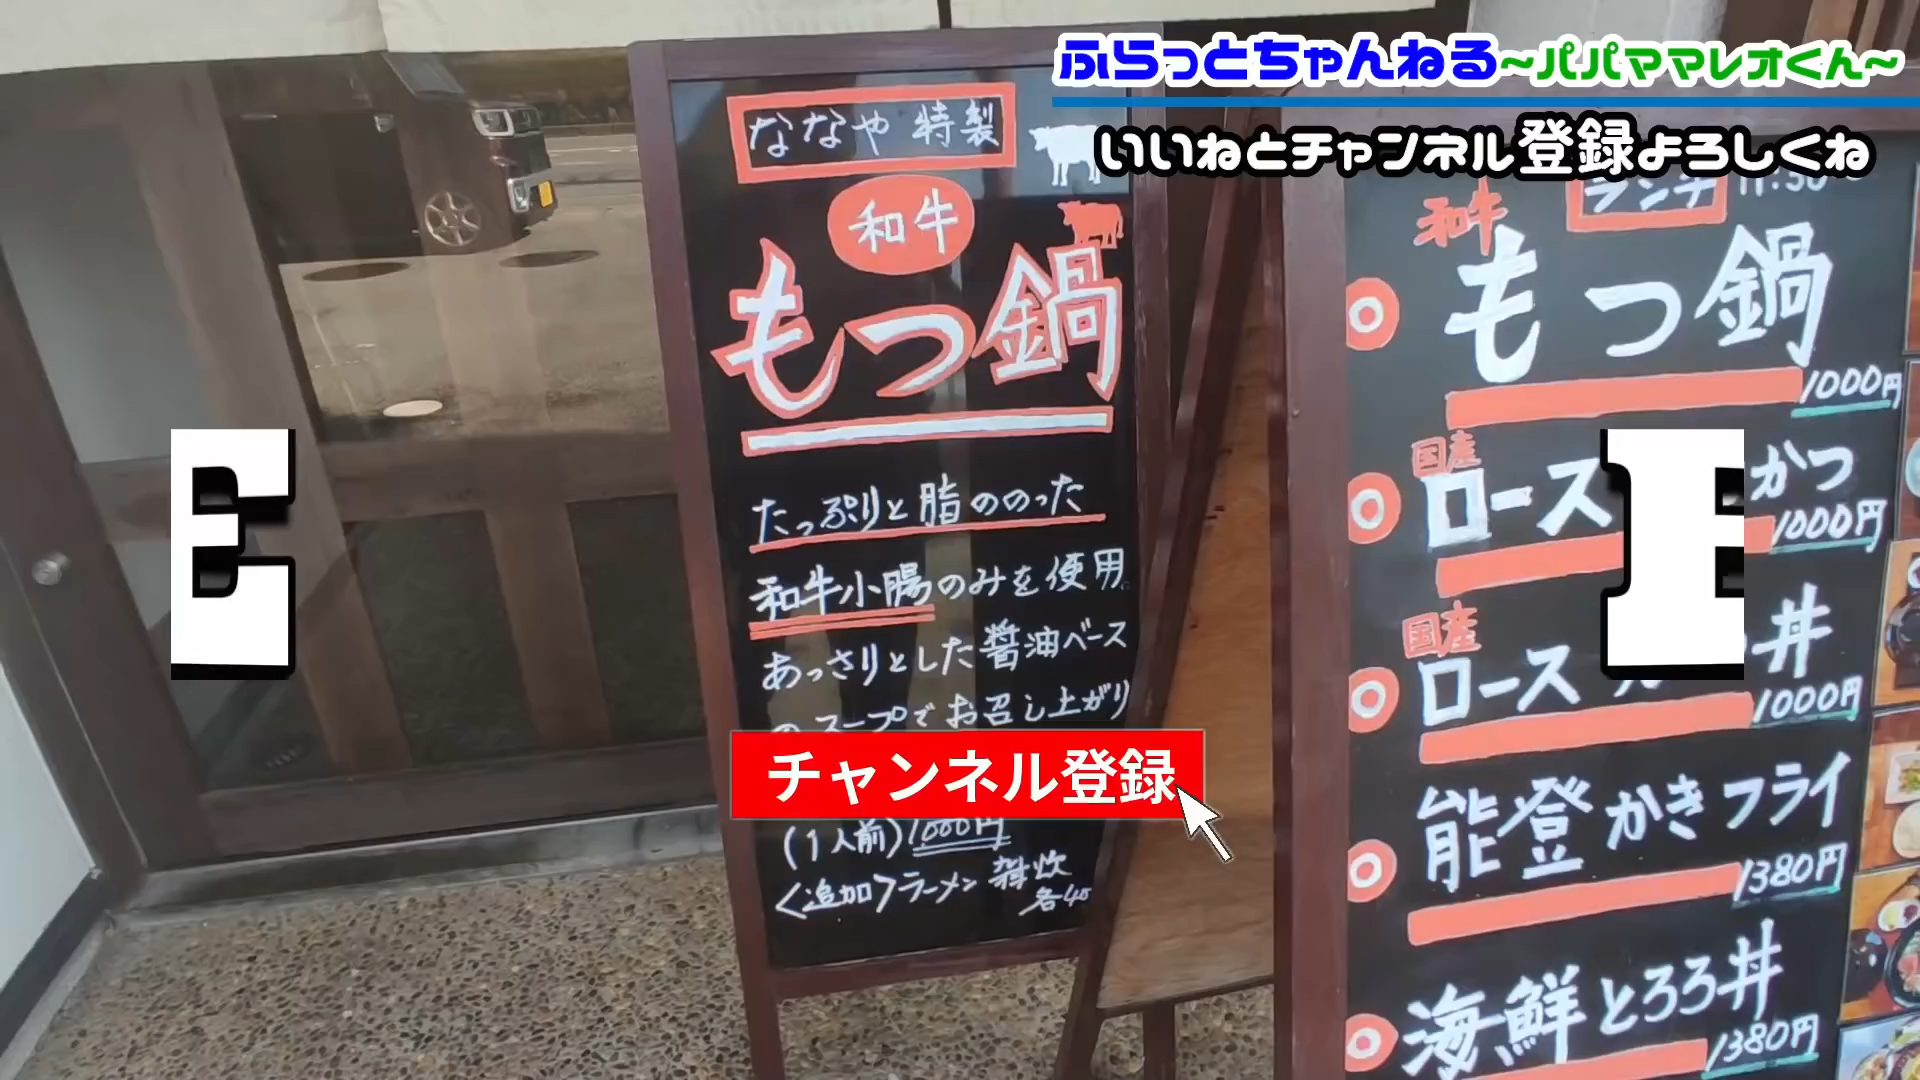 ふらっとちゃんねる~パパママレオくん~
いいねとチャンネル登録よろしくね
ななや 特製
和牛
もつ鍋
たっぷりと脂ののった
和牛小腸のみを使用
あっさりとした醤油ベース
のスープでお召し上がり
チャンネル登録
(1人前)1000円
<追加>ラーメン 雑炊
各
ランチ 11:30
和牛
もつ鍋
1000円
国産
ロース かつ
1000円
国産
ロース 丼
1000円
能登かきフライ
1380円
海鮮とろろ丼
1380円
E